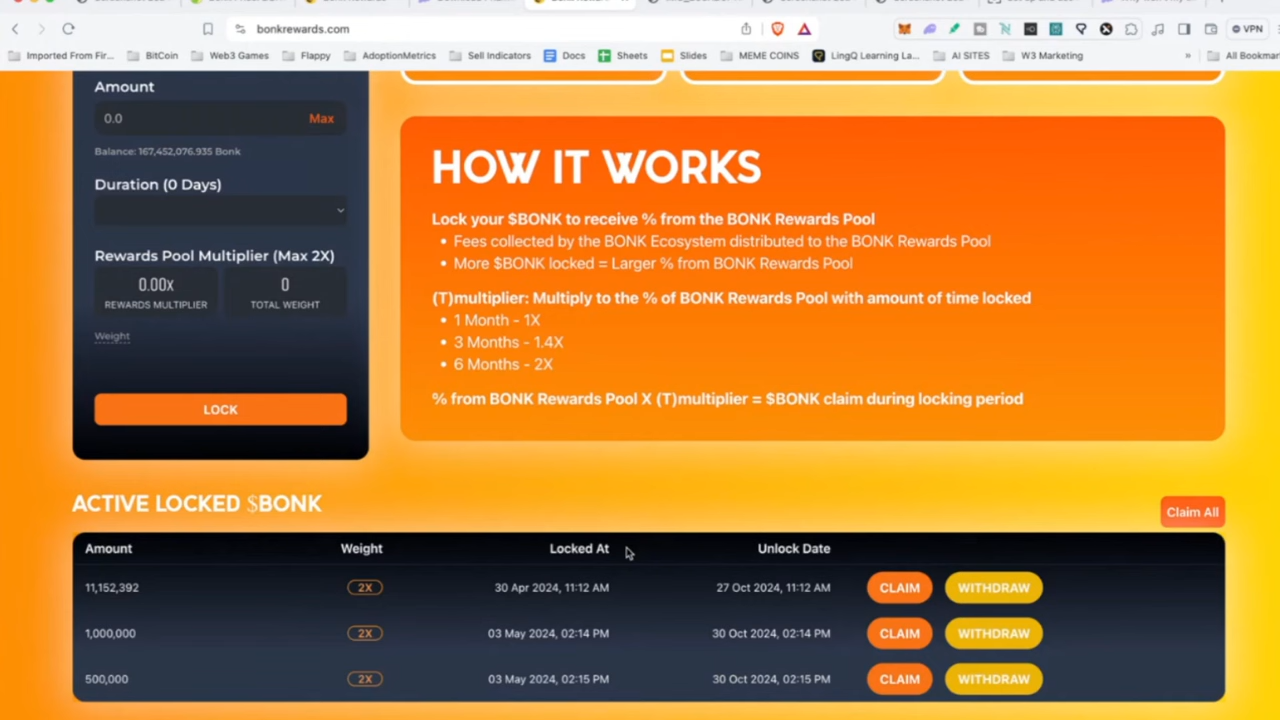 bonkrewards.com
VPN
Imported From Fir...
BitCoin
Web3 Games
Flappy
AdoptionMetrics
Sell Indicators
Docs
Sheets
Slides
MEME COINS
LingQ Learning La...
AI SITES
W3 Marketing
»
All Bookmar
Amount
0.0
Max
Balance: 167,452,076.935 Bonk
Duration (0 Days)
Rewards Pool Multiplier (Max 2X)
0.00x
REWARDS MULTIPLIER
0
TOTAL WEIGHT
Weight
LOCK
HOW IT WORKS
Lock your $BONK to receive % from the BONK Rewards Pool
• Fees collected by the BONK Ecosystem distributed to the BONK Rewards Pool
• More $BONK locked = Larger % from BONK Rewards Pool
(T)multiplier: Multiply to the % of BONK Rewards Pool with amount of time locked
• 1 Month - 1X
• 3 Months - 1.4X
• 6 Months - 2X
% from BONK Rewards Pool X (T)multiplier = $BONK claim during locking period
ACTIVE LOCKED $BONK
Claim All
Amount Weight Locked At Unlock Date
11,152,392 2X 30 Apr 2024, 11:12 AM 27 Oct 2024, 11:12 AM CLAIM WITHDRAW
1,000,000 2X 03 May 2024, 02:14 PM 30 Oct 2024, 02:14 PM CLAIM WITHDRAW
500,000 2X 03 May 2024, 02:15 PM 30 Oct 2024, 02:15 PM CLAIM WITHDRAW